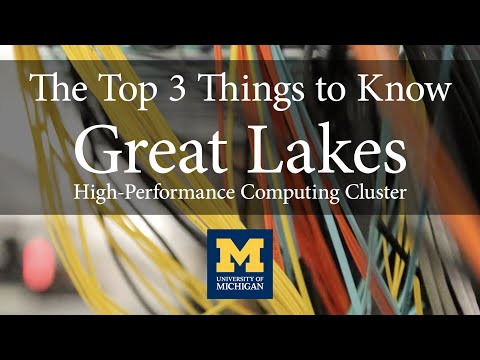 The Top 3 Things to Know
Great Lakes
High-Performance Computing Cluster
M
UNIVERSITY OF
MICHIGAN